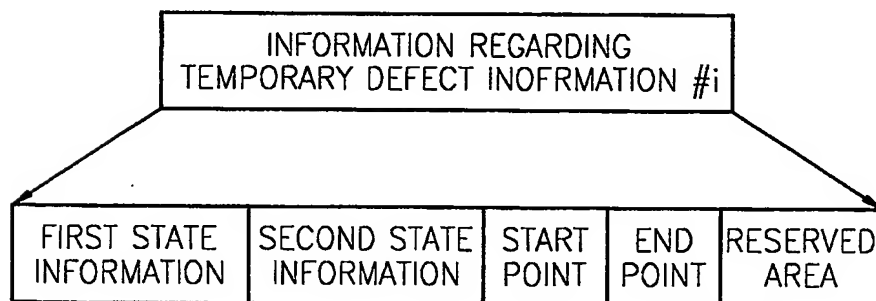 INFORMATION REGARDING
TEMPORARY DEFECT INOFRMATION #i
FIRST STATE
INFORMATION
SECOND STATE
INFORMATION
START
POINT
END
POINT
RESERVED
AREA